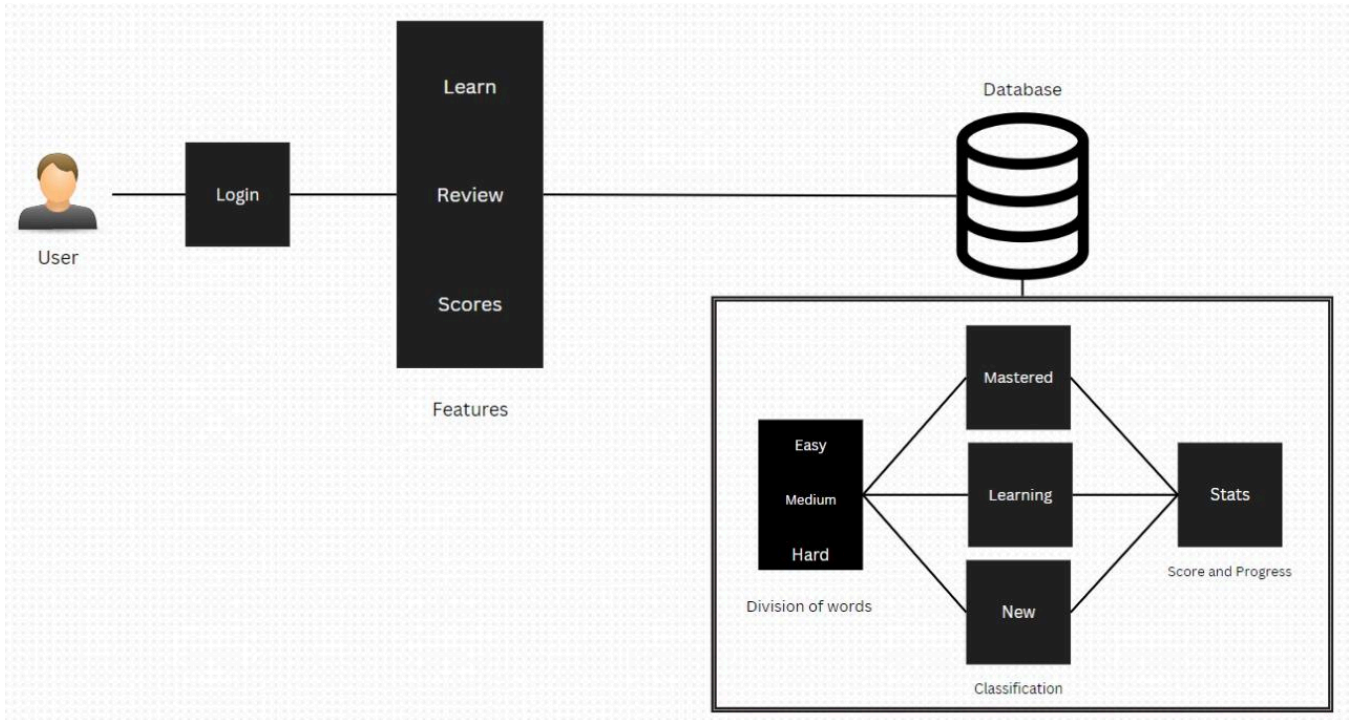 User
Login
Learn
Review
Scores
Features
Database
Easy
Medium
Hard
Division of words
Mastered
Learning
New
Classification
Stats
Score and Progress